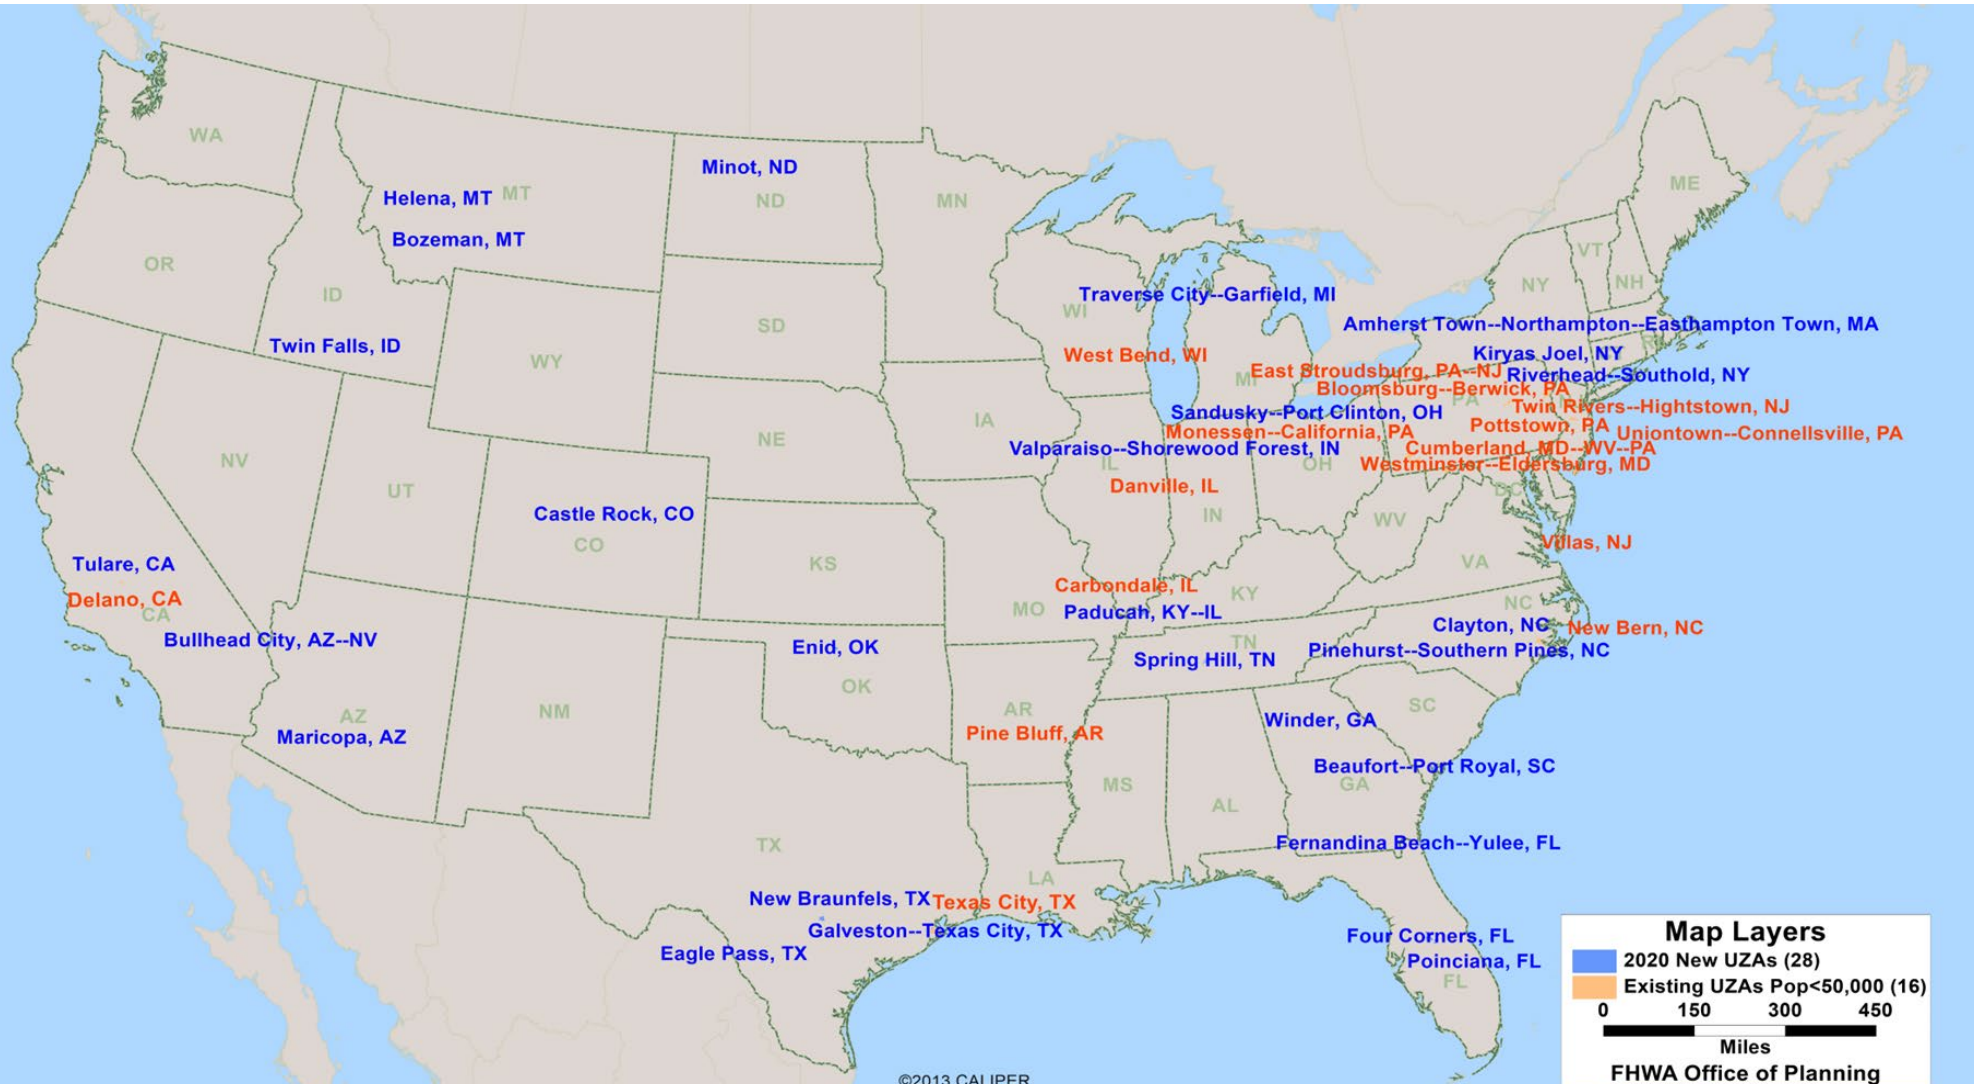 WA
Minot, ND
ME
Helena, MT
MT
ND
MN
Bozeman, MT
VT
OR
NY
NH
ID
Traverse City--Garfield, MI
WI
SD
Amherst Town--Northampton--Easthampton Town, MA
Twin Falls, ID
West Bend, WI
Kiryas Joel, NY
WY
East Stroudsburg, PA--NJ
Riverhead--Southold, NY
MI
Bloomsburg--Berwick, PA
PA
Sandusky--Port Clinton, OH
Twin Rivers--Hightstown, NJ
IA
Monessen--California, PA
Pottstown, PA
Uniontown--Connellsville, PA
NE
Valparaiso--Shorewood Forest, IN
Cumberland, MD--WV--PA
NV
IL
OH
Westminster--Eldersburg, MD
UT
Danville, IL
DC
Castle Rock, CO
IN
WV
CO
Villas, NJ
Tulare, CA
KS
VA
Delano, CA
Carbondale, IL
KY
CA
MO
Paducah, KY--IL
NC
Bullhead City, AZ--NV
Enid, OK
TN
Clayton, NC
New Bern, NC
Spring Hill, TN
Pinehurst--Southern Pines, NC
OK
AZ
NM
AR
SC
Maricopa, AZ
Pine Bluff, AR
Winder, GA
Beaufort--Port Royal, SC
MS
GA
AL
TX
Fernandina Beach--Yulee, FL
LA
New Braunfels, TX
Texas City, TX
Galveston--Texas City, TX
Four Corners, FL
Eagle Pass, TX
Poinciana, FL
FL
Map Layers
2020 New UZAs (28)
Existing UZAs Pop<50,000 (16)
0 150 300 450
Miles
FHWA Office of Planning
©2013 CALIPER